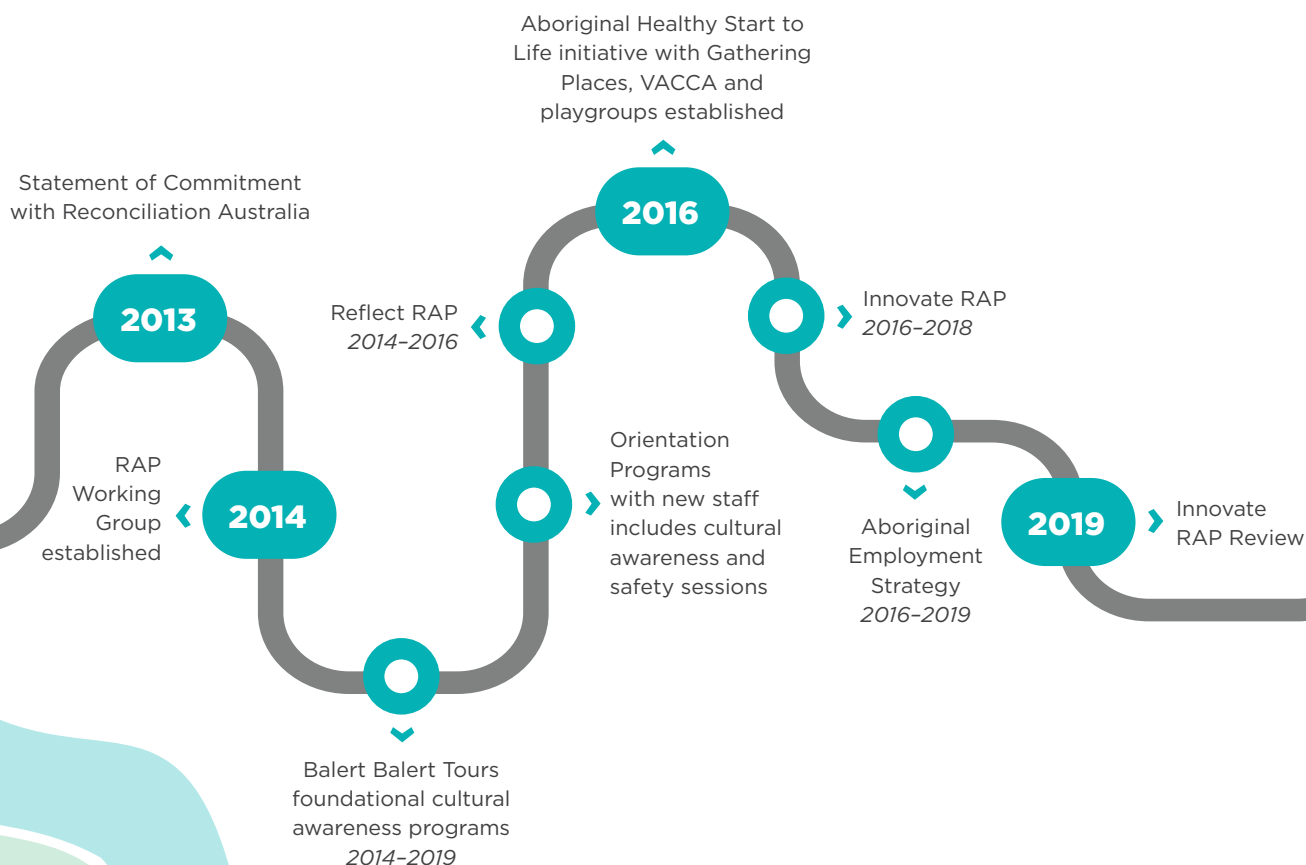 Statement of Commitment
with Reconciliation Australia
2013
RAP
Working
Group
established
2014
Balert Balert Tours
foundational cultural
awareness programs
2014–2019
Orientation
Programs
with new staff
includes cultural
awareness and
safety sessions
Reflect RAP
2014–2016
Aboriginal Healthy Start to
Life initiative with Gathering
Places, VACCA and
playgroups established
2016
Innovate RAP
2016–2018
Aboriginal
Employment
Strategy
2016–2019
2019
Innovate
RAP Review